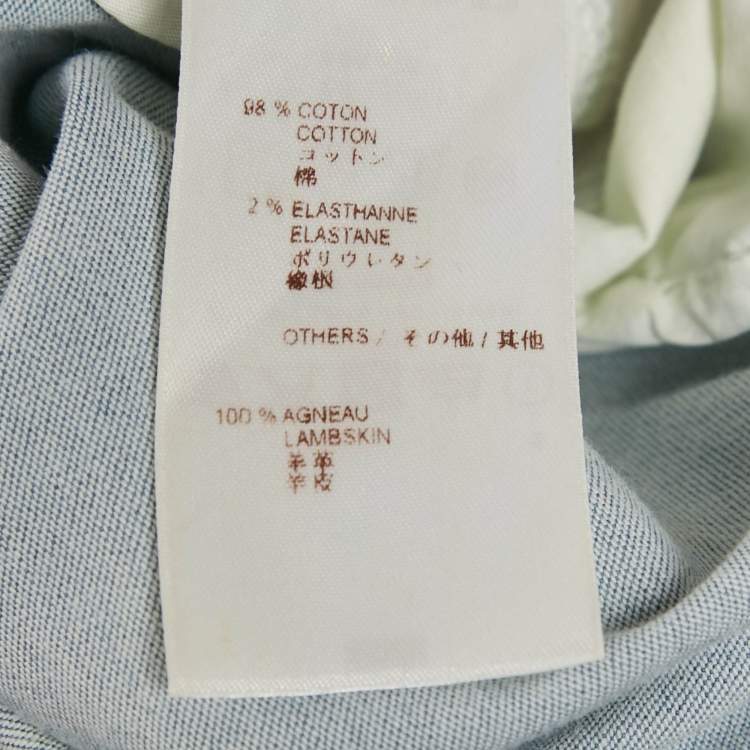 98 % COTON
COTTON
コットン
棉
2 % ELASTHANNE
ELASTANE
ポリウレタン
OTHERS / その他 / 其他
100 % AGNEAU
LAMBSKIN
羊革
羊皮